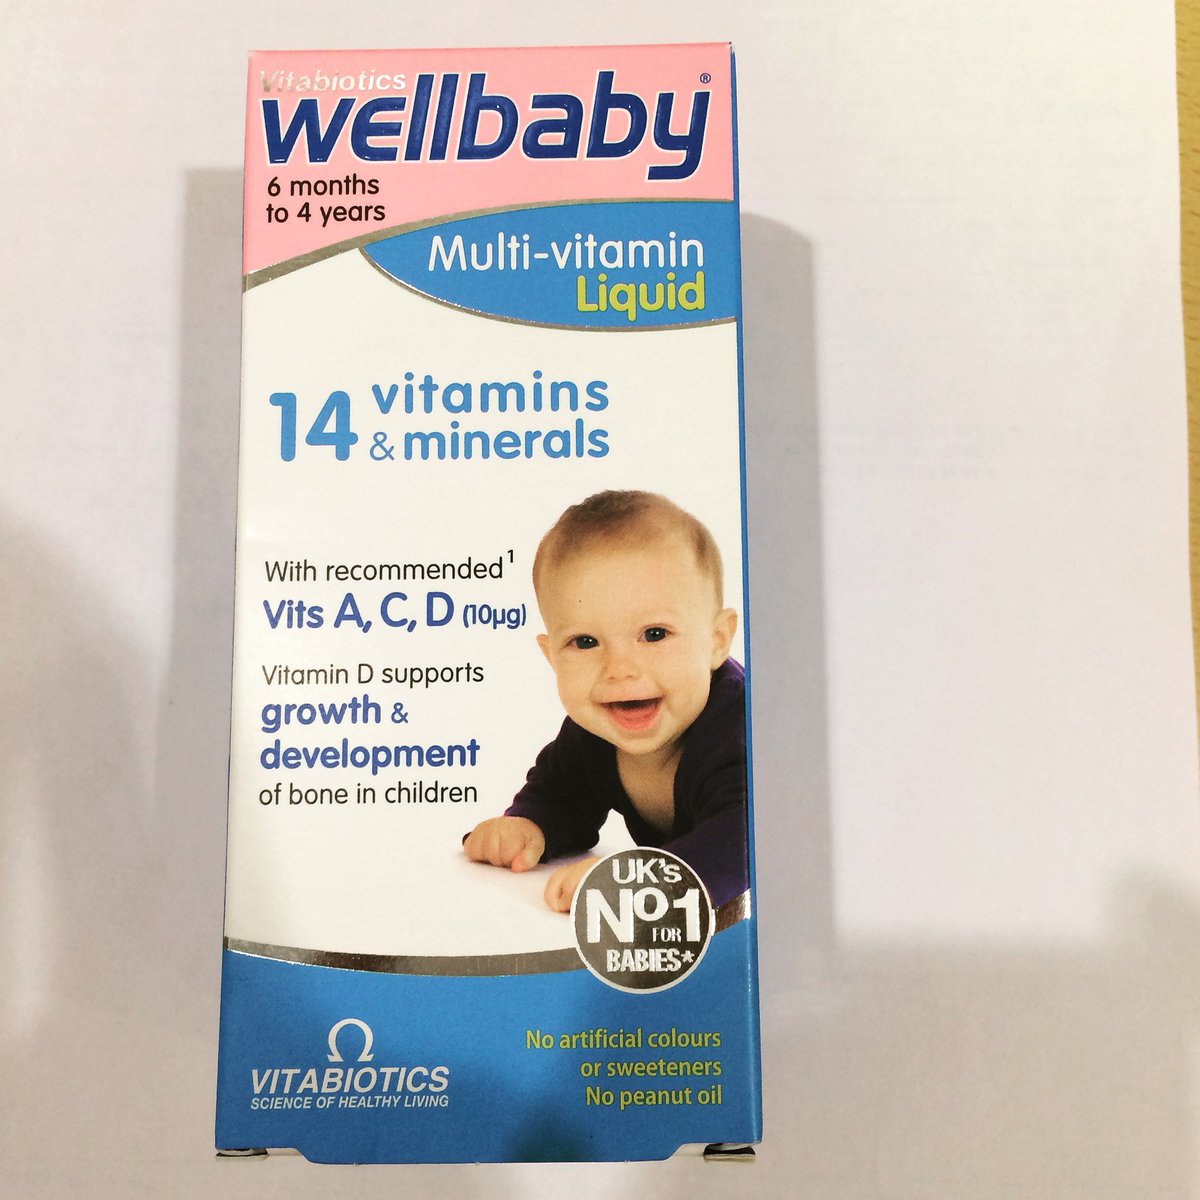 Vitabiotics
wellbaby®
6 months
to 4 years
Multi-vitamin
Liquid
14 vitamins
& minerals
With recommended¹
Vits A, C, D (10µg)
Vitamin D supports
growth &
development
of bone in children
UK's
No1
FOR
BABIES*
No artificial colours
or sweeteners
No peanut oil
VITABIOTICS
SCIENCE OF HEALTHY LIVING